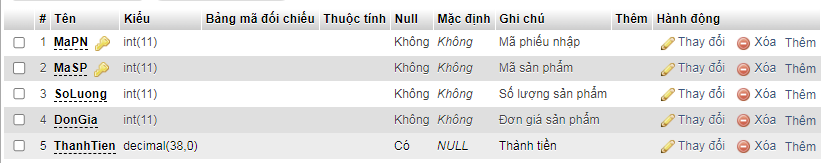 # Tên Kiểu Bảng mã đối chiếu Thuộc tính Null Mặc định Ghi chú Thêm Hành động
1 MaPN int(11) Không Không Mã phiếu nhập Thay đổi Xóa Thêm
2 MaSP int(11) Không Không Mã sản phẩm Thay đổi Xóa Thêm
3 SoLuong int(11) Không Không Số lượng sản phẩm Thay đổi Xóa Thêm
4 DonGia int(11) Không Không Đơn giá sản phẩm Thay đổi Xóa Thêm
5 ThanhTien decimal(38,0) Có NULL Thành tiền Thay đổi Xóa Thêm